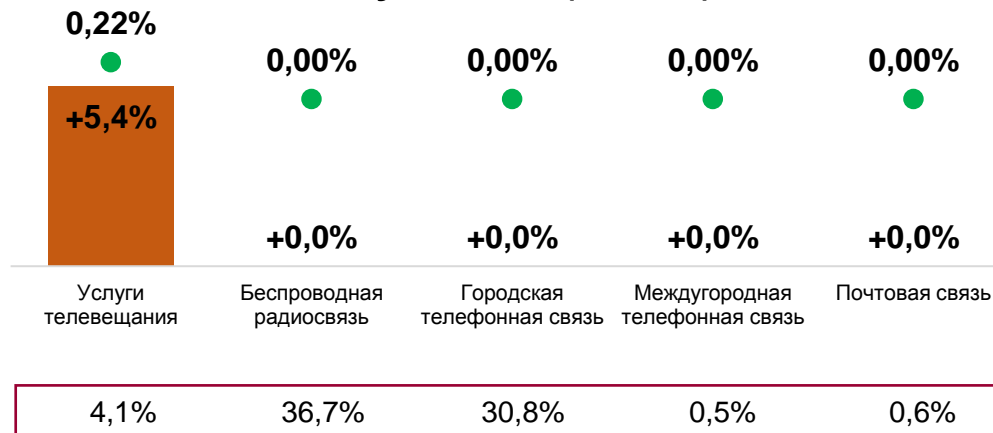 0,22%
0,00% 0,00% 0,00% 0,00%
+5,4%
+0,0% +0,0% +0,0% +0,0%
Услуги телевещания
Беспроводная радиосвязь
Городская телефонная связь
Междугородная телефонная связь
Почтовая связь
4,1% 36,7% 30,8% 0,5% 0,6%